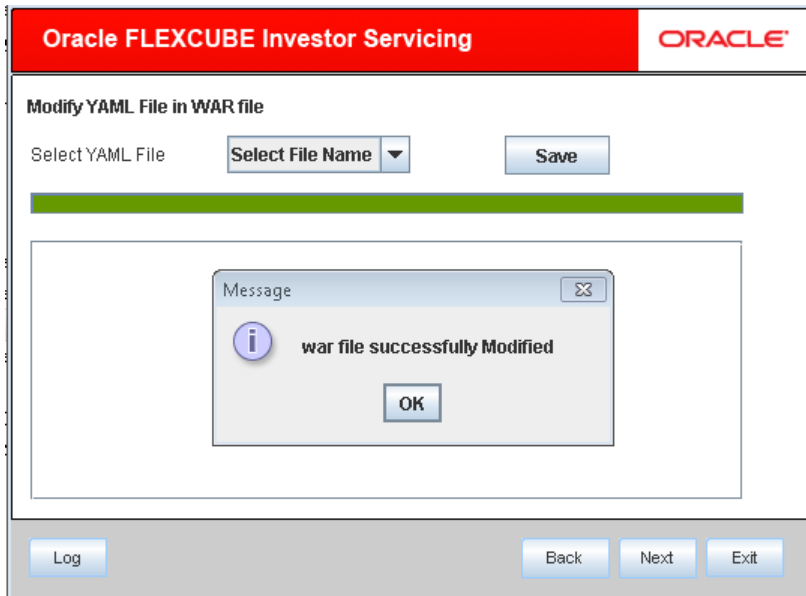 Oracle FLEXCUBE Investor Servicing
ORACLE
Modify YAML File in WAR file
Select YAML File
Select File Name
Save
Message
war file successfully Modified
OK
Log
Back
Next
Exit